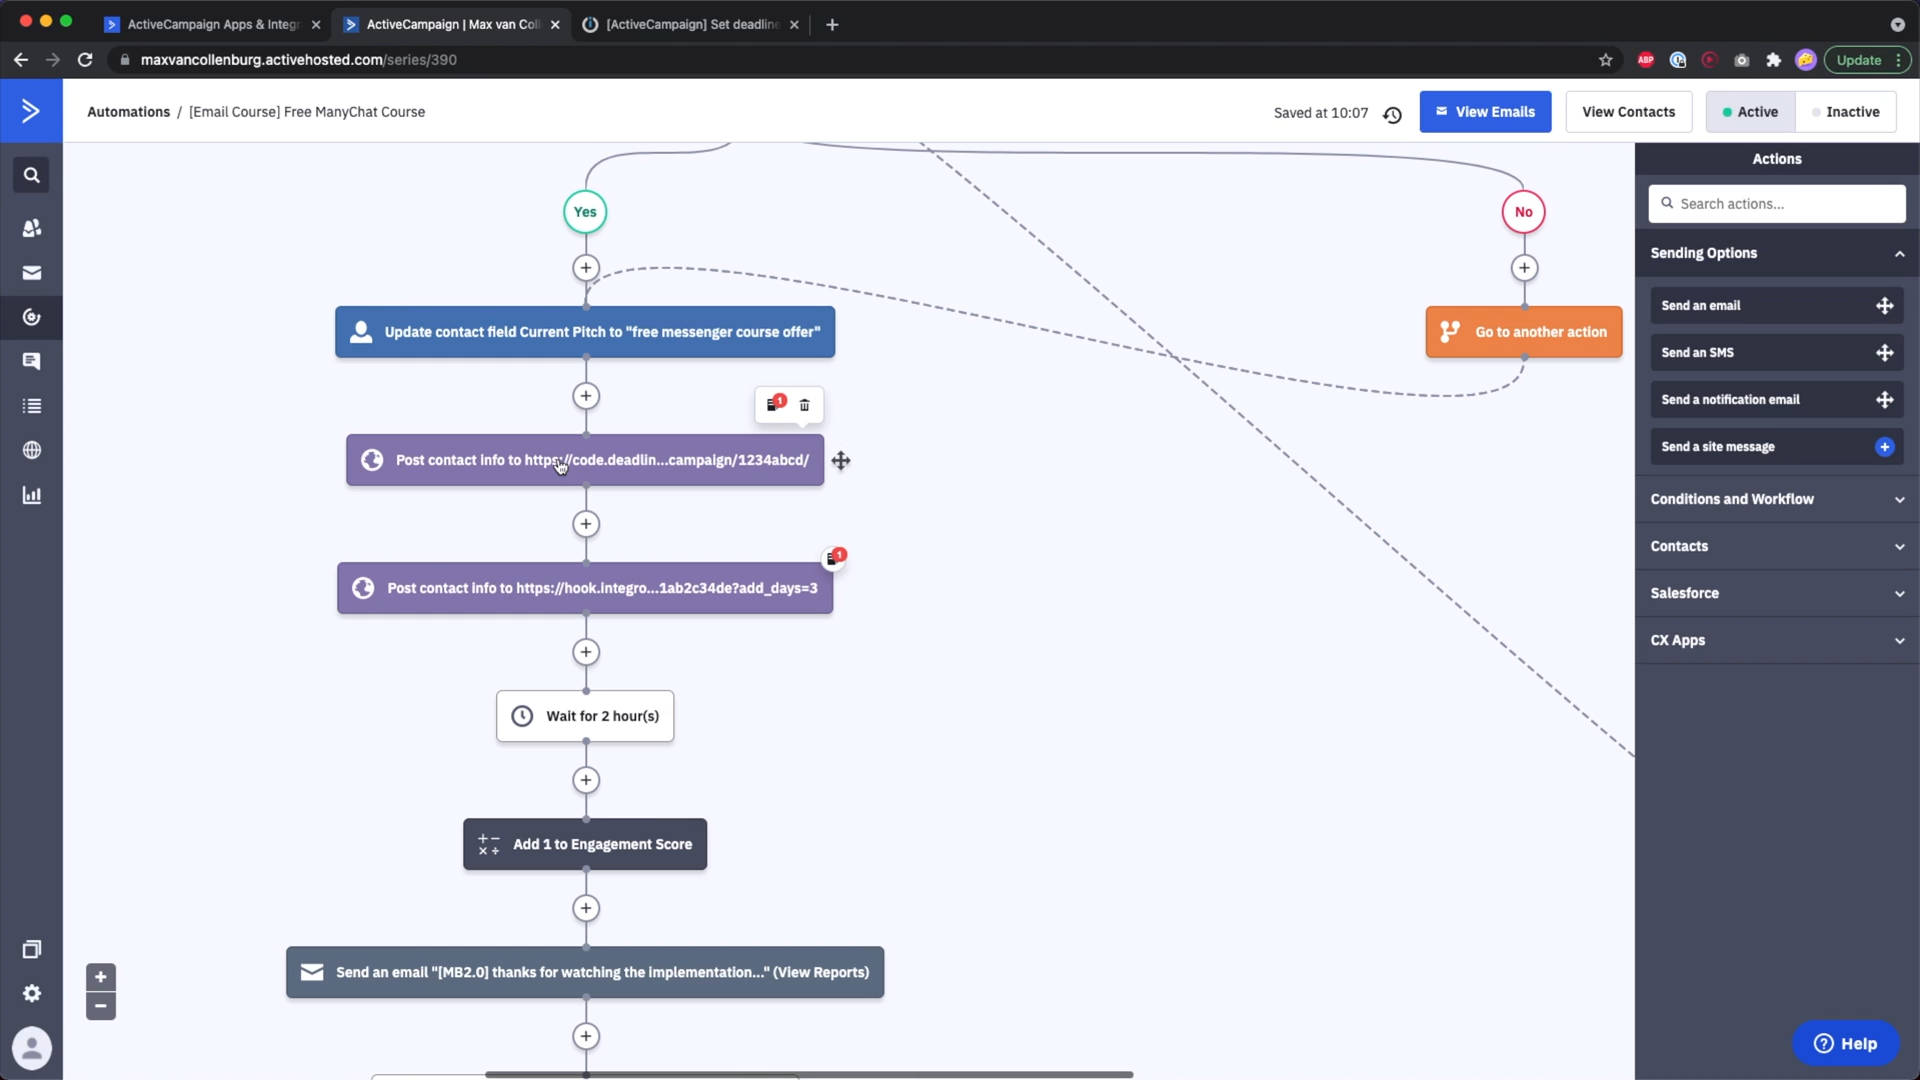 ActiveCampaign Apps & Integr
ActiveCampaign | Max van Coll
[ActiveCampaign] Set deadline
maxvancollenburg.activehosted.com/series/390
ABP
Update
Automations / [Email Course] Free ManyChat Course
Saved at 10:07
View Emails
View Contacts
Active
Inactive
Yes
No
Update contact field Current Pitch to "free messenger course offer"
Go to another action
1
Post contact info to https://code.deadlin...campaign/1234abcd/
1
Post contact info to https://hook.integro...1ab2c34de?add_days=3
Wait for 2 hour(s)
Add 1 to Engagement Score
Send an email "[MB2.0] thanks for watching the implementation..." (View Reports)
Actions
Search actions...
Sending Options
Send an email
Send an SMS
Send a notification email
Send a site message
Conditions and Workflow
Contacts
Salesforce
CX Apps
Help